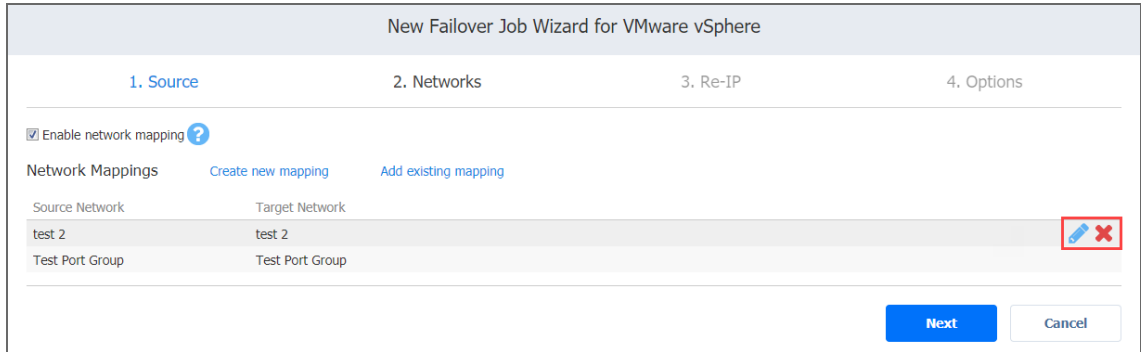 New Failover Job Wizard for VMware vSphere
1. Source 2. Networks 3. Re-IP 4. Options
Enable network mapping ?
Network Mappings Create new mapping Add existing mapping
Source Network Target Network
test 2 test 2
Test Port Group Test Port Group
Next Cancel